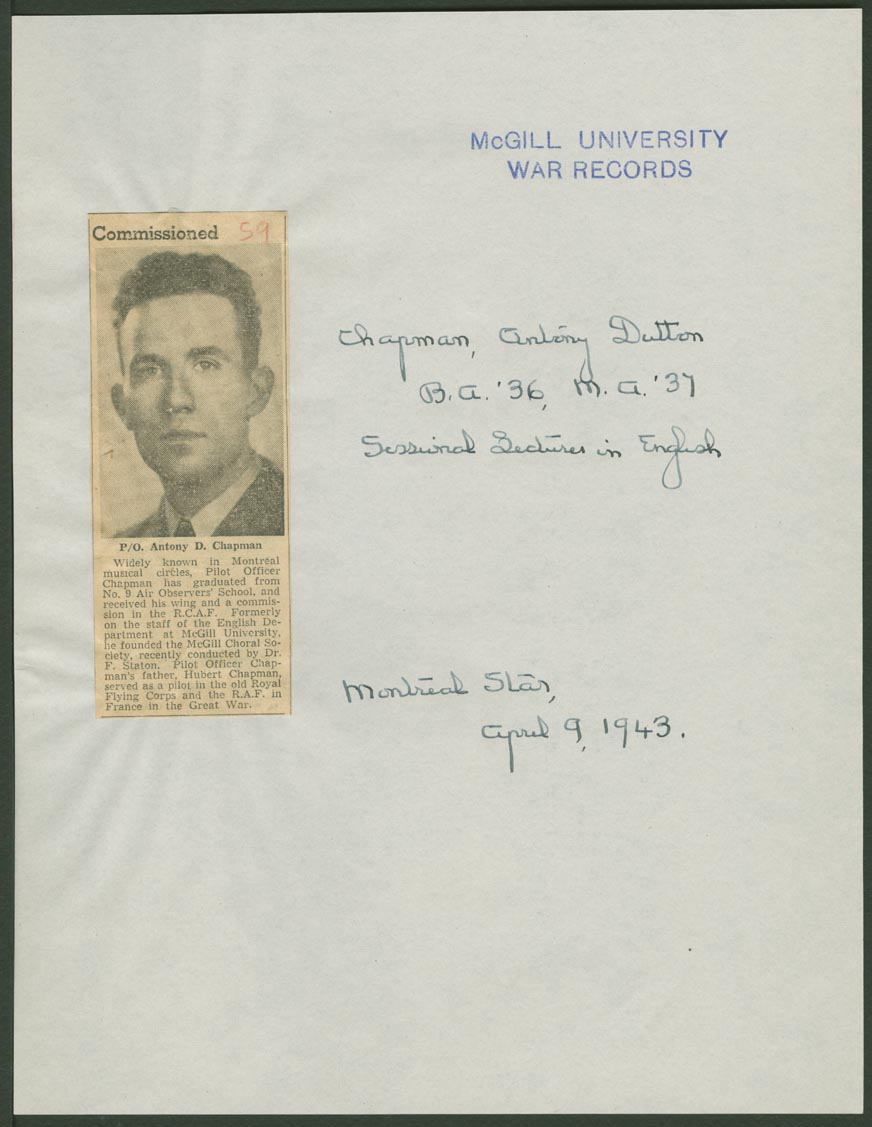 McGILL UNIVERSITY
WAR RECORDS
Commissioned 59
P/O. Antony D. Chapman
Widely known in Montreal
musical circles, Pilot Officer
Chapman has graduated from
No. 9 Air Observers' School, and
received his wing and a commis-
sion in the R.C.A.F. Formerly
on the staff of the English De-
partment at McGill University,
he founded the McGill Choral So-
ciety, recently conducted by Dr.
F. Staton. Pilot Officer Chap-
man's father, Hubert Chapman,
served as a pilot in the old Royal
Flying Corps and the R.A.F. in
France in the Great War.
Chapman, Antony Dutton
B.A. '36, M.A. '37
Sessional Lectures in English
Montreal Star,
April 9, 1943.